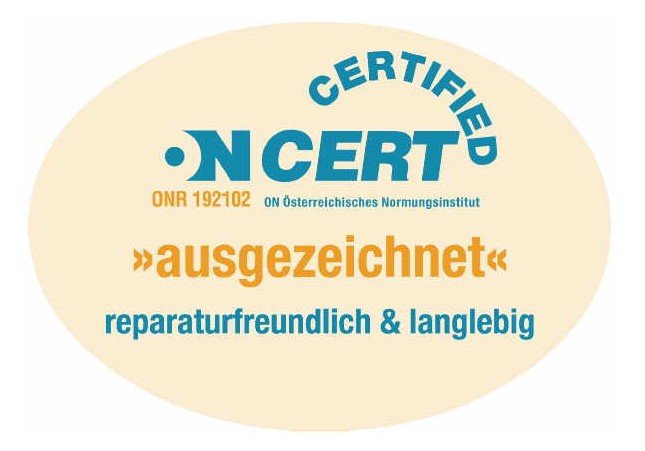 CERTIFIED
ON CERT
ONR 192102 ON Österreichisches Normungsinstitut
»ausgezeichnet«
reparaturfreundlich & langlebig